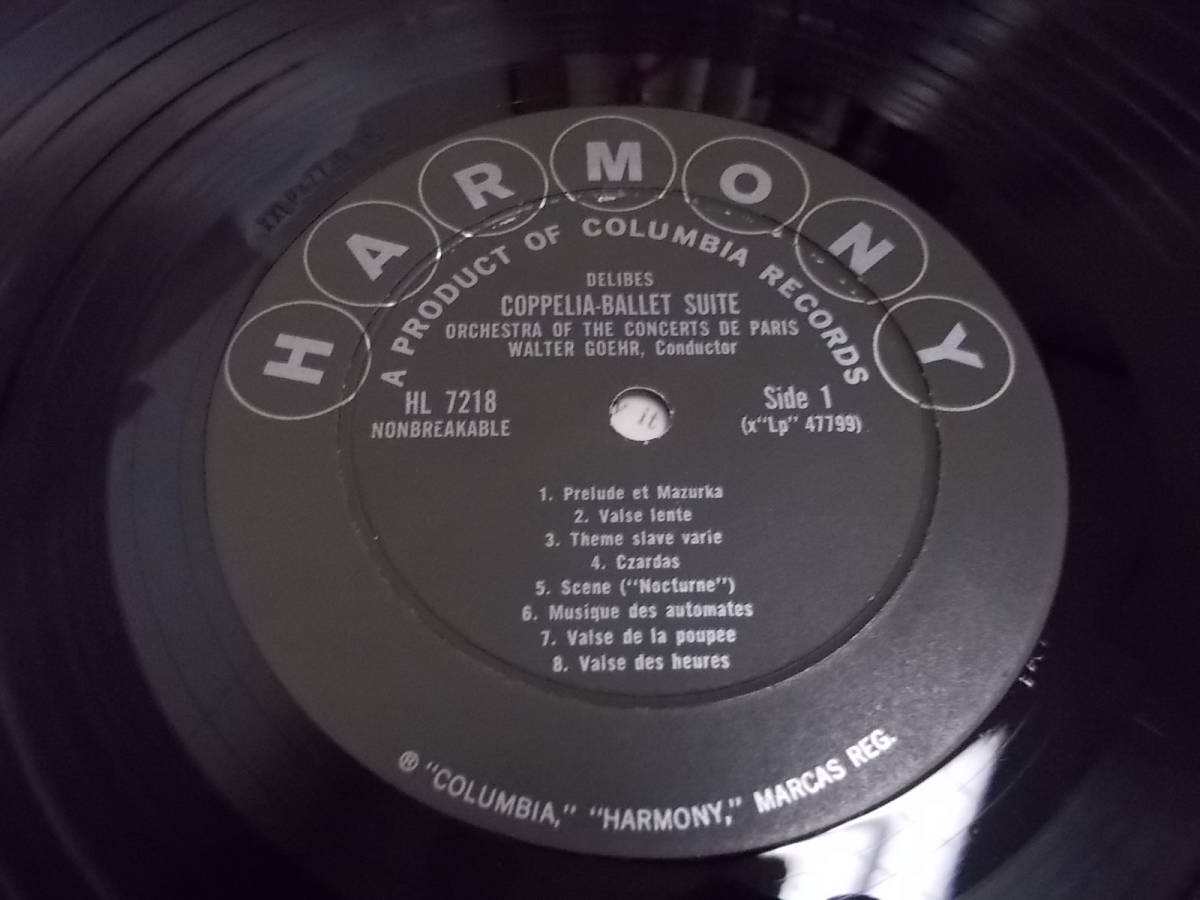 HARMONY
A PRODUCT OF COLUMBIA RECORDS
DELIBES
COPPELIA-BALLET SUITE
ORCHESTRA OF THE CONCERTS DE PARIS
WALTER GOEHR, Conductor
HL 7218
NONBREAKABLE
it
Side 1
(x"Lp" 47799)
1. Prelude et Mazurka
2. Valse lente
3. Theme slave varie
4. Czardas
5. Scene ("Nocturne")
6. Musique des automates
7. Valse de la poupee
8. Valse des heures
® "COLUMBIA," "HARMONY," MARCAS REG.